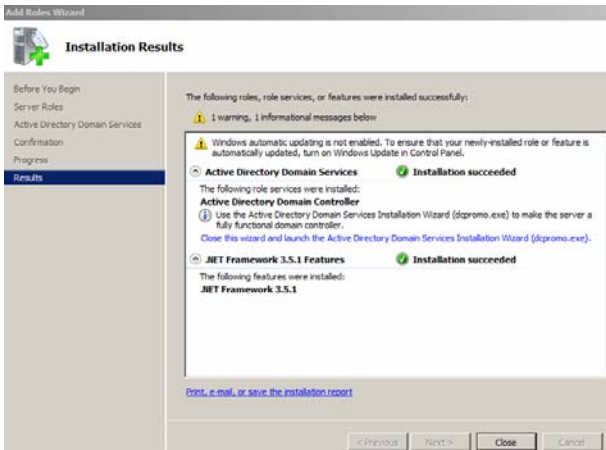 Add Roles Wizard
Installation Results
Before You Begin
Server Roles
Active Directory Domain Services
Confirmation
Progress
Results
The following roles, role services, or features were installed successfully:
1 warning, 1 informational messages below
Windows automatic updating is not enabled. To ensure that your newly-installed role or feature is
automatically updated, turn on Windows Update in Control Panel.
Active Directory Domain Services Installation succeeded
The following role services were installed:
Active Directory Domain Controller
Use the Active Directory Domain Services Installation Wizard (dcpromo.exe) to make the server a
fully functional domain controller.
Close this wizard and launch the Active Directory Domain Services Installation Wizard (dcpromo.exe).
.NET Framework 3.5.1 Features Installation succeeded
The following features were installed:
.NET Framework 3.5.1
Print, e-mail, or save the installation report
< Previous Next > Close Cancel